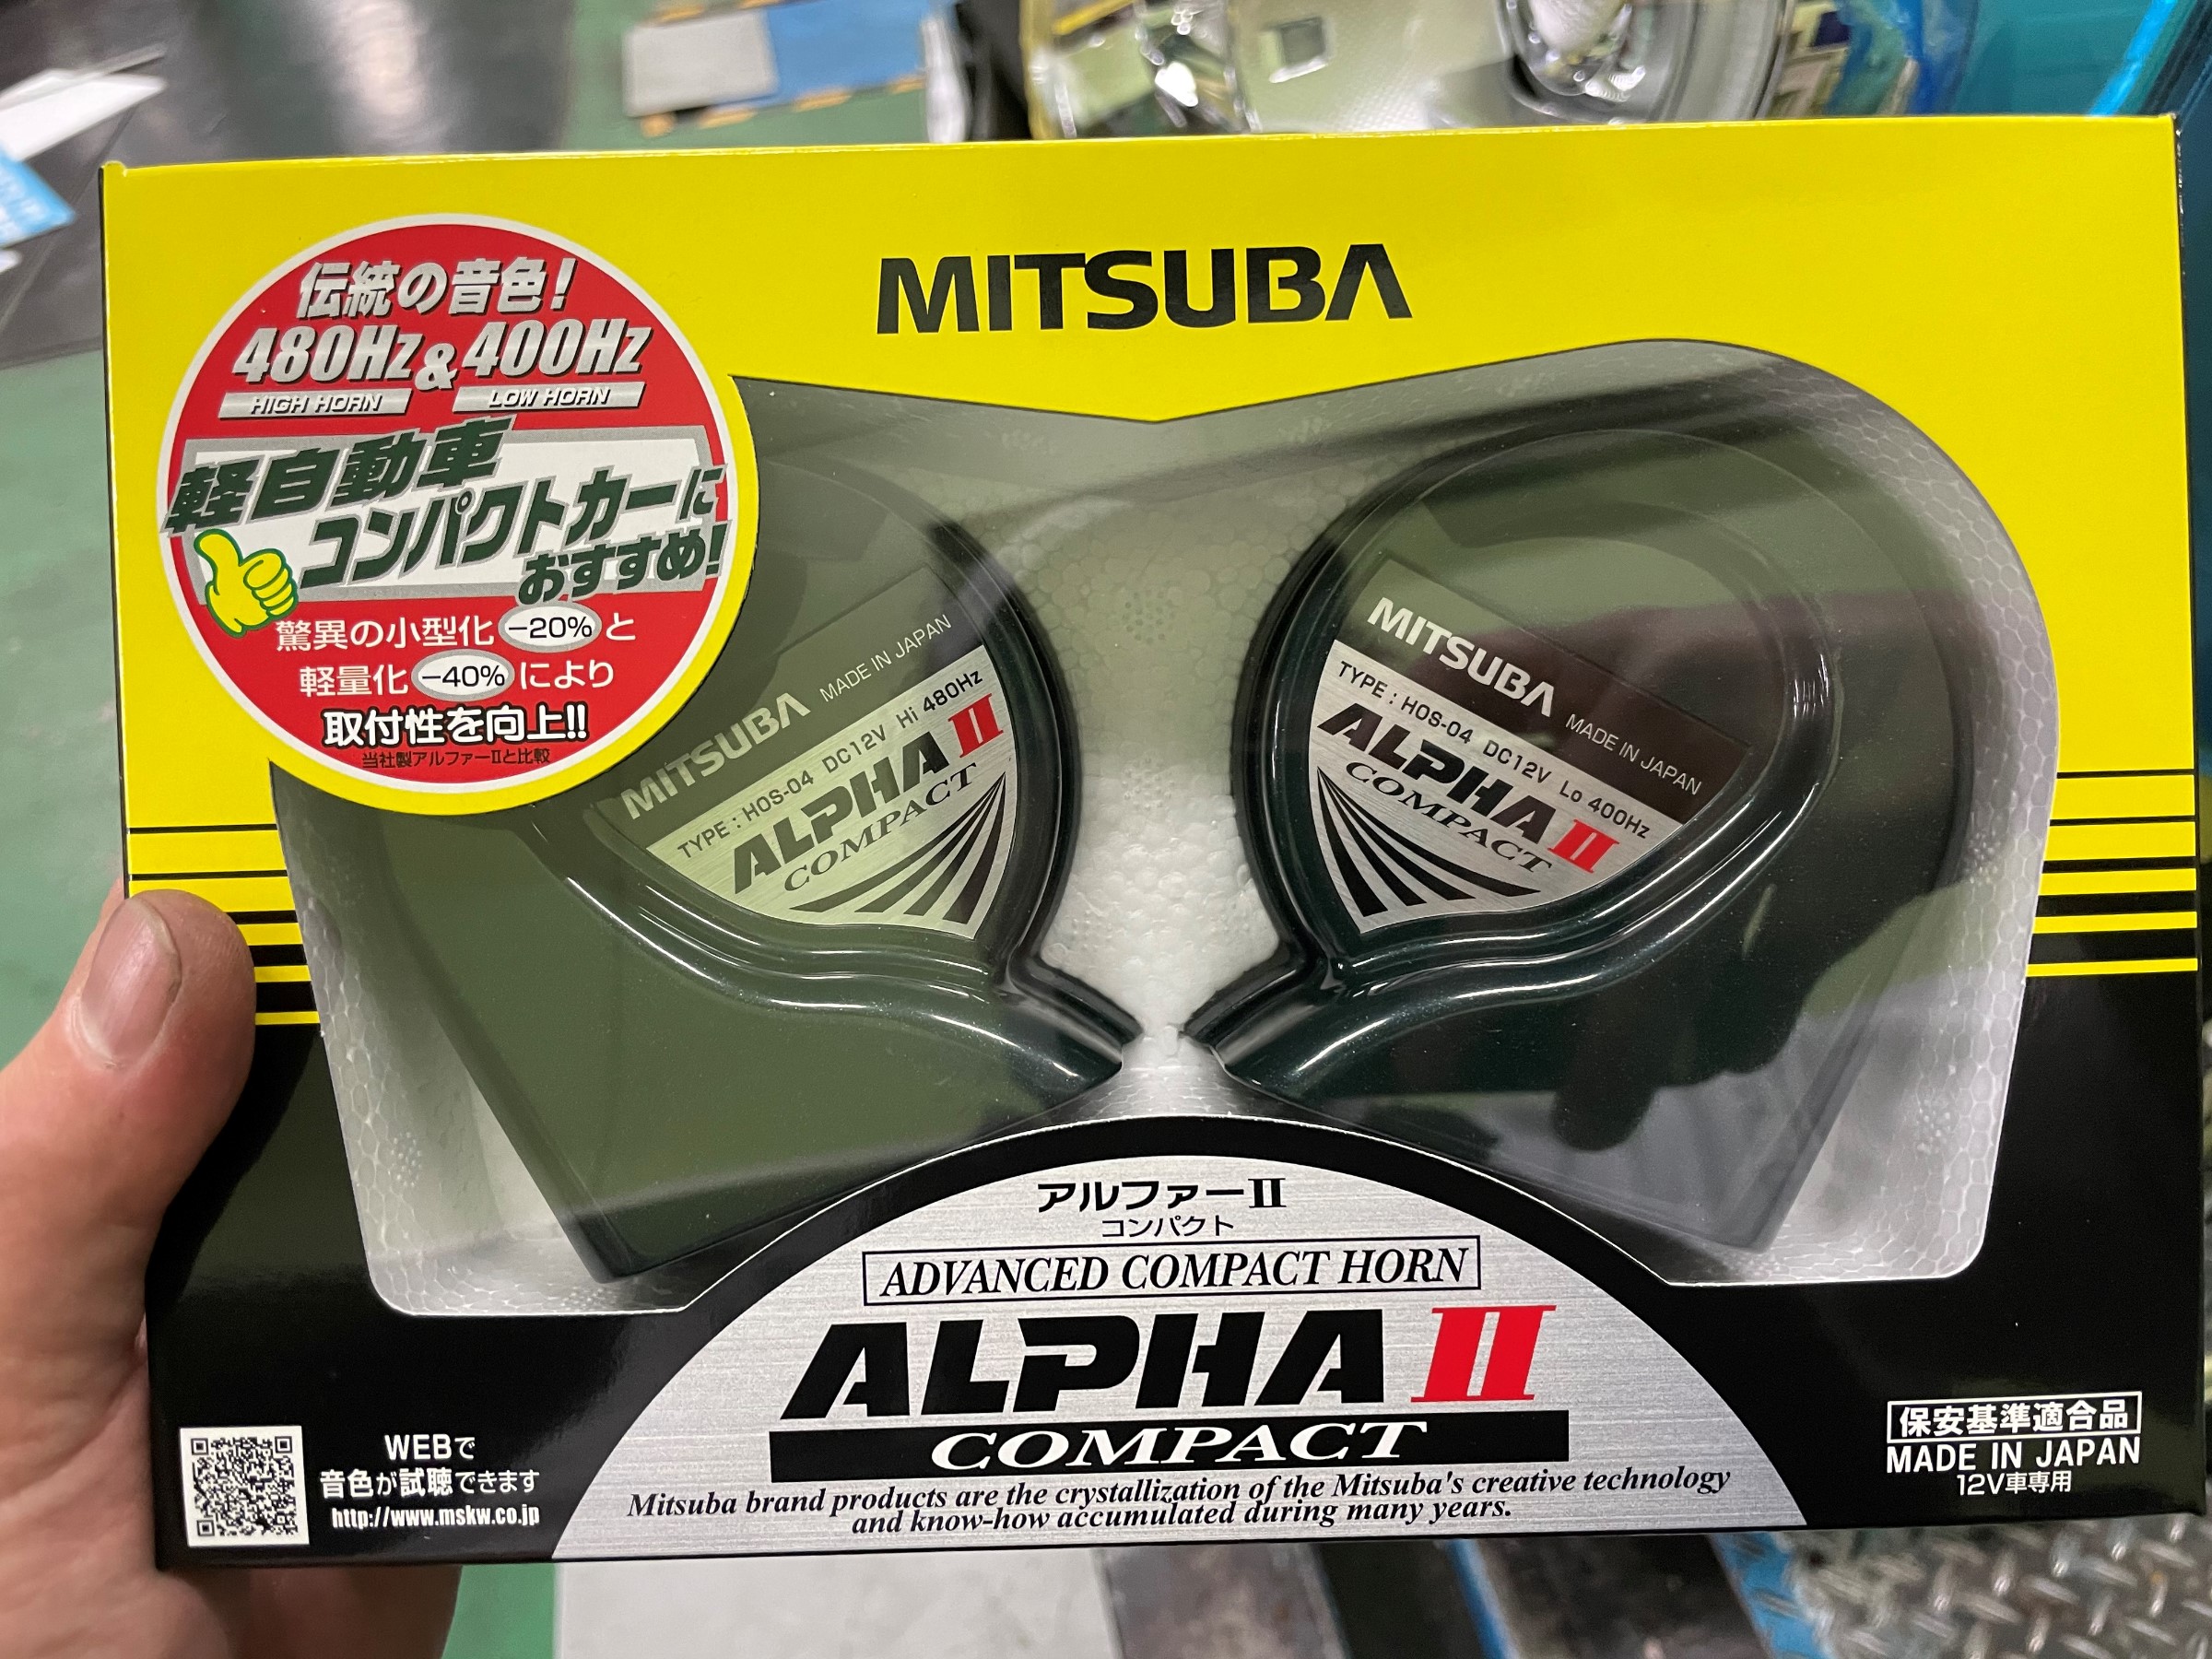 MITSUBA
伝統の音色!
480Hz & 400Hz
HIGH HORN LOW HORN
軽自動車
コンパクトカーに
おすすめ!
驚異の小型化 -20% と
軽量化 -40% により
取付性を向上!!
当社製アルファーIIと比較
MITSUBA MADE IN JAPAN
TYPE : HOS-04 DC12V Hi 480Hz
ALPHA II
COMPACT
MITSUBA MADE IN JAPAN
TYPE : HOS-04 DC12V Lo 400Hz
ALPHA II
COMPACT
アルファーII
コンパクト
ADVANCED COMPACT HORN
ALPHA II
COMPACT
Mitsuba brand products are the crystallization of the Mitsuba's creative technology
and know-how accumulated during many years.
WEBで
音色が試聴できます
http://www.mskw.co.jp
保安基準適合品
MADE IN JAPAN
12V車専用